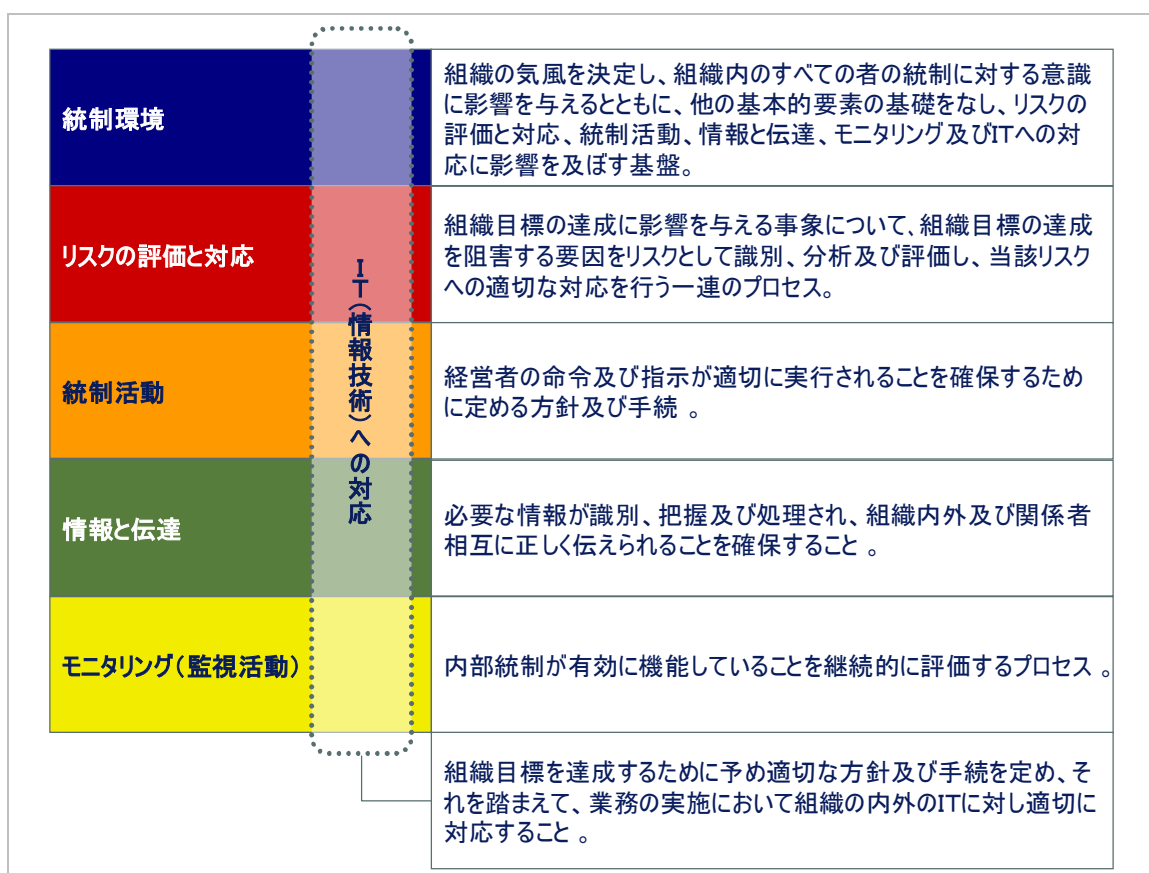 統制環境
組織の気風を決定し、組織内のすべての者の統制に対する意識
に影響を与えるとともに、他の基本的要素の基礎をなし、リスクの
評価と対応、統制活動、情報と伝達、モニタリング及びITへの対
応に影響を及ぼす基盤。
リスクの評価と対応
組織目標の達成に影響を与える事象について、組織目標の達成
を阻害する要因をリスクとして識別、分析及び評価し、当該リスク
への適切な対応を行う一連のプロセス。
IT(情報技術)への対応
統制活動
経営者の命令及び指示が適切に実行されることを確保するため
に定める方針及び手続 。
情報と伝達
必要な情報が識別、把握及び処理され、組織内外及び関係者
相互に正しく伝えられることを確保すること 。
モニタリング(監視活動)
内部統制が有効に機能していることを継続的に評価するプロセス 。
組織目標を達成するために予め適切な方針及び手続を定め、そ
れを踏まえて、業務の実施において組織の内外のITに対し適切に
対応すること 。